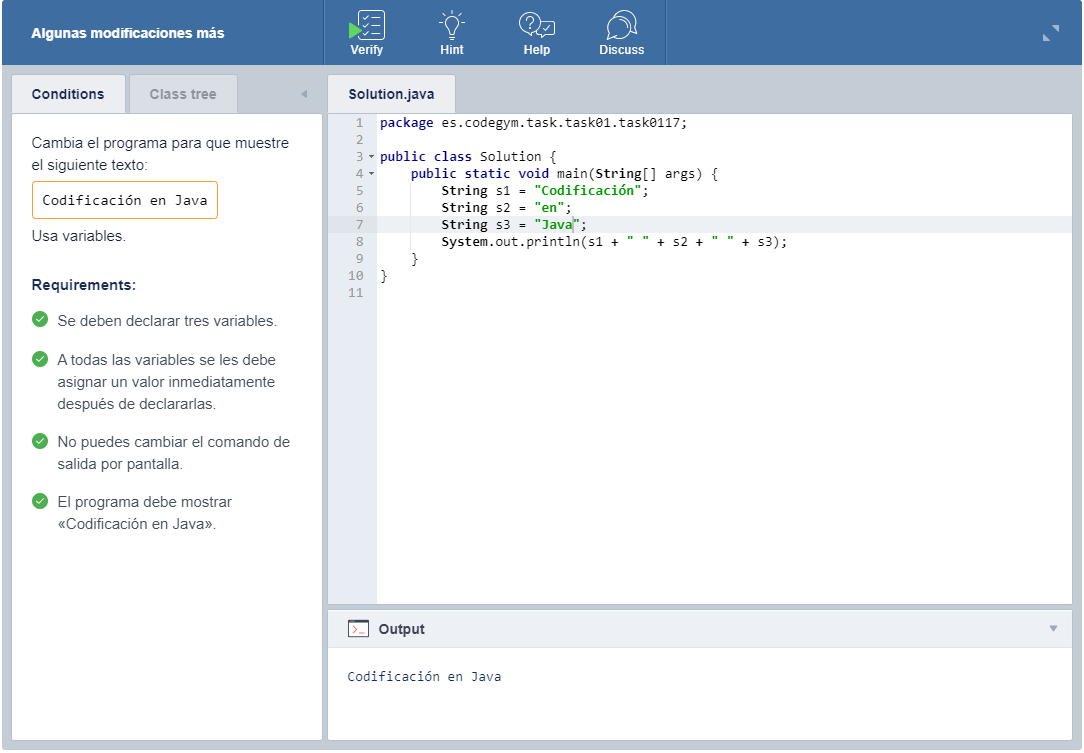 Algunas modificaciones más
Verify
Hint
Help
Discuss
Conditions
Class tree
Cambia el programa para que muestre
el siguiente texto:
Codificación en Java
Usa variables.
Requirements:
Se deben declarar tres variables.
A todas las variables se les debe
asignar un valor inmediatamente
después de declararlas.
No puedes cambiar el comando de
salida por pantalla.
El programa debe mostrar
«Codificación en Java».
Solution.java
1 package es.codegym.task.task01.task0117;
2
3 public class Solution {
4     public static void main(String[] args) {
5         String s1 = "Codificación";
6         String s2 = "en";
7         String s3 = "Java";
8         System.out.println(s1 + " " + s2 + " " + s3);
9     }
10 }
11
Output
Codificación en Java